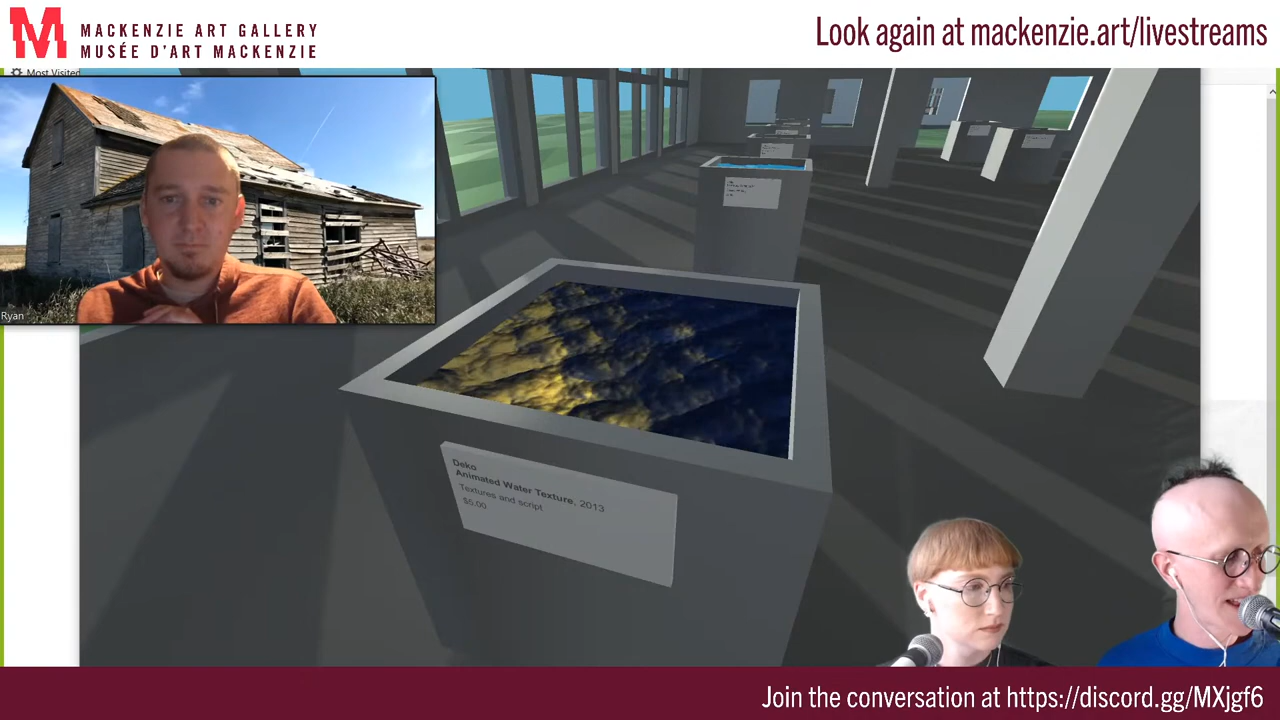 MACKENZIE ART GALLERY
MUSÉE D'ART MACKENZIE
Look again at mackenzie.art/livestreams
Most Visited
Ryan
Deko
Animated Water Texture, 2013
Textures and script
$5.00
Join the conversation at https://discord.gg/MXjgf6